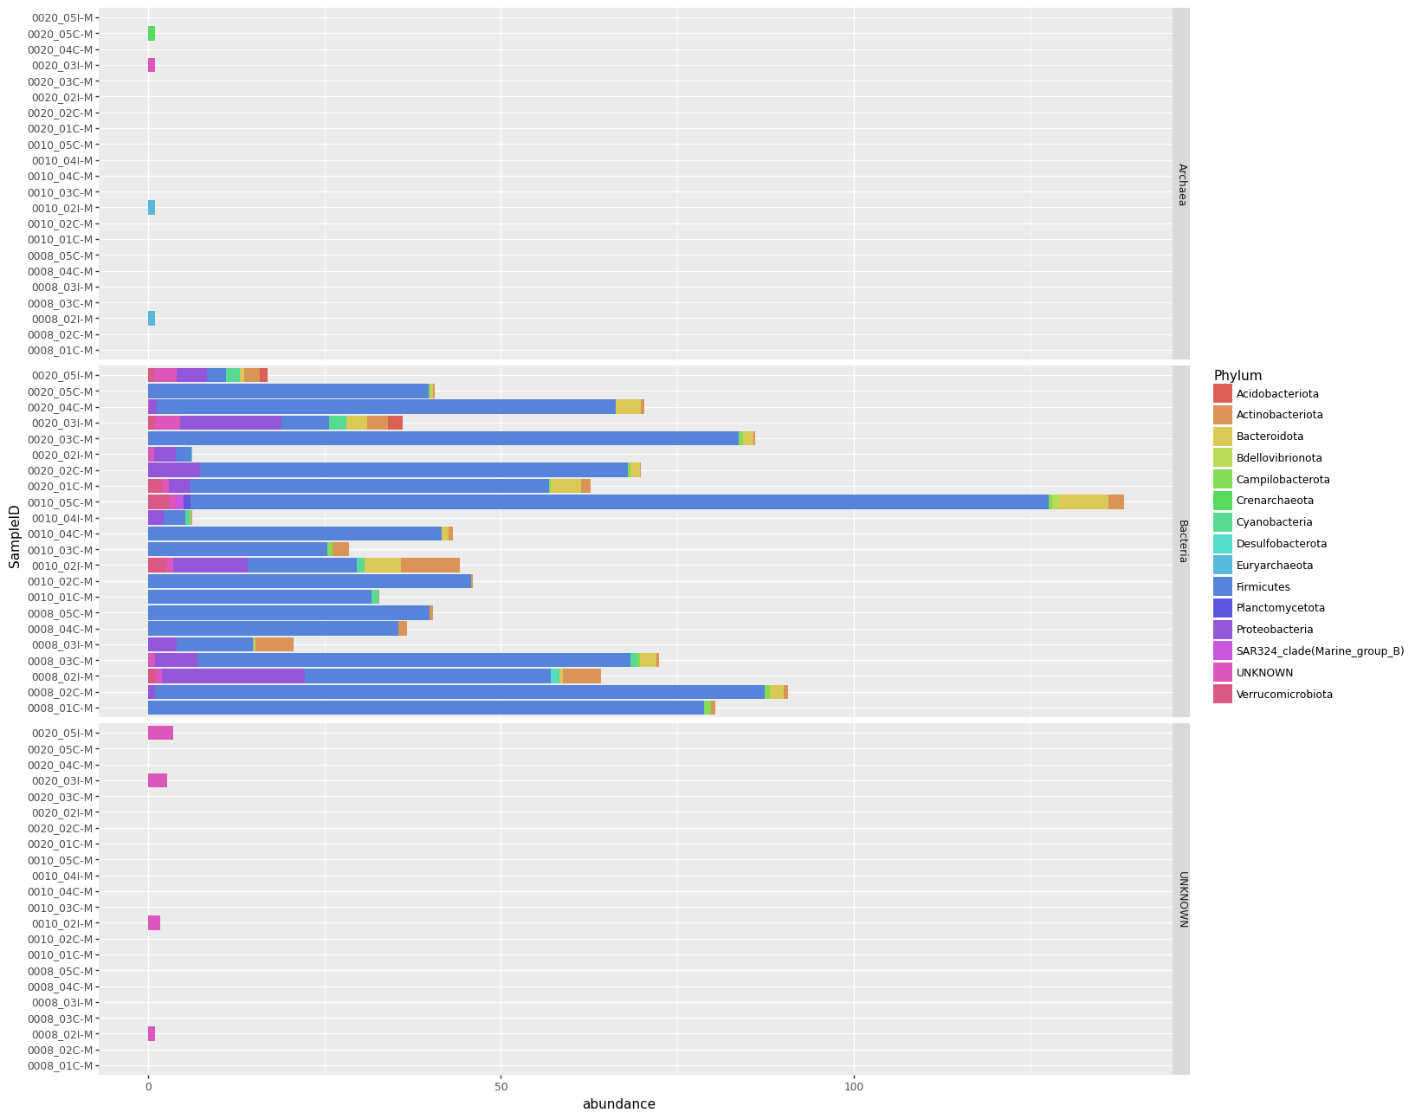 0020_05I-M
0020_05C-M
0020_04C-M
0020_03I-M
0020_03C-M
0020_02I-M
0020_02C-M
0020_01C-M
0010_05C-M
0010_04I-M
0010_04C-M
0010_03C-M
0010_02I-M
0010_02C-M
0010_01C-M
0008_05C-M
0008_04C-M
0008_03I-M
0008_03C-M
0008_02I-M
0008_02C-M
0008_01C-M
Archaea
0020_05I-M
0020_05C-M
0020_04C-M
0020_03I-M
0020_03C-M
0020_02I-M
0020_02C-M
0020_01C-M
0010_05C-M
0010_04I-M
0010_04C-M
0010_03C-M
0010_02I-M
0010_02C-M
0010_01C-M
0008_05C-M
0008_04C-M
0008_03I-M
0008_03C-M
0008_02I-M
0008_02C-M
0008_01C-M
Bacteria
0020_05I-M
0020_05C-M
0020_04C-M
0020_03I-M
0020_03C-M
0020_02I-M
0020_02C-M
0020_01C-M
0010_05C-M
0010_04I-M
0010_04C-M
0010_03C-M
0010_02I-M
0010_02C-M
0010_01C-M
0008_05C-M
0008_04C-M
0008_03I-M
0008_03C-M
0008_02I-M
0008_02C-M
0008_01C-M
UNKNOWN
SampleID
0 50 100
abundance
Phylum
Acidobacteriota
Actinobacteriota
Bacteroidota
Bdellovibrionota
Campilobacterota
Crenarchaeota
Cyanobacteria
Desulfobacterota
Euryarchaeota
Firmicutes
Planctomycetota
Proteobacteria
SAR324_clade(Marine_group_B)
UNKNOWN
Verrucomicrobiota